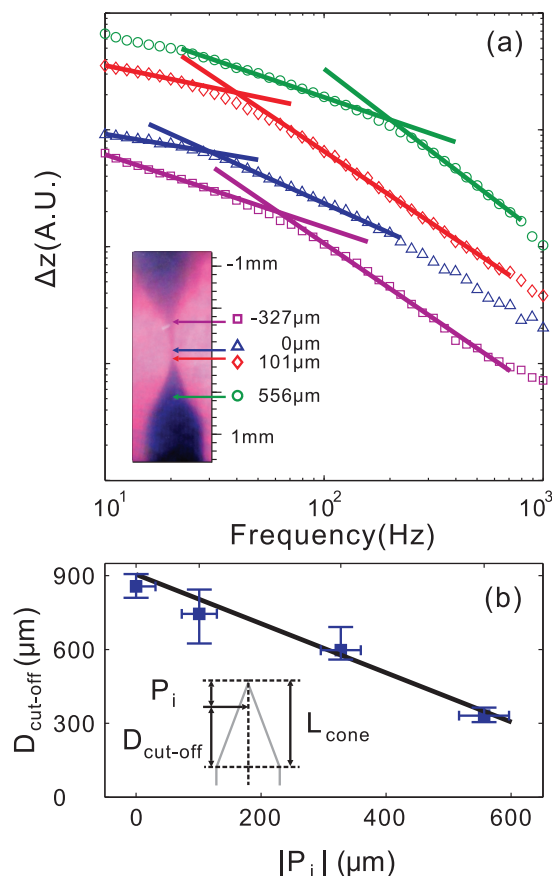 (a)
Δz(A.U.)
-1mm
-327μm
0μm
101μm
556μm
1mm
10¹ 10² 10³
Frequency(Hz)
(b)
D_cut-off (μm)
900
600
300
0
P_i
D_cut-off
L_cone
0 200 400 600
|P_i| (μm)